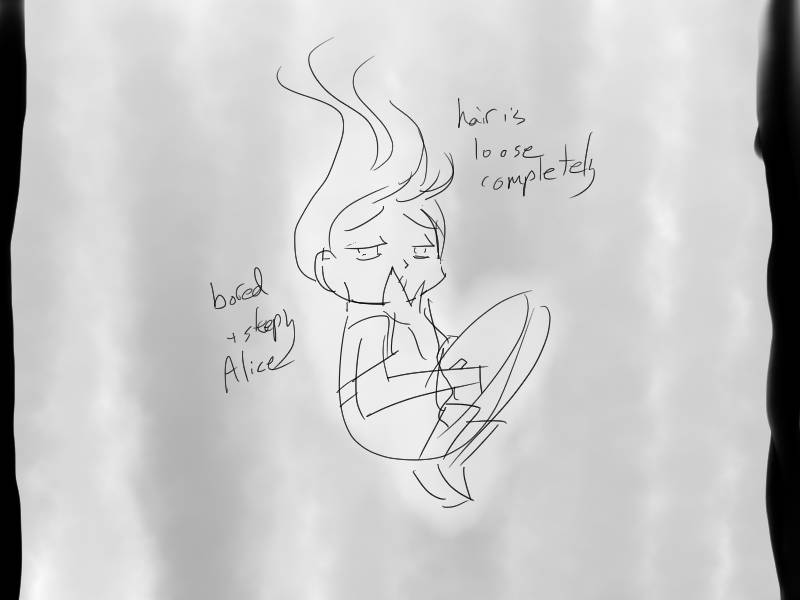 hair is
loose
completely
bored
+ sleepy
Alice